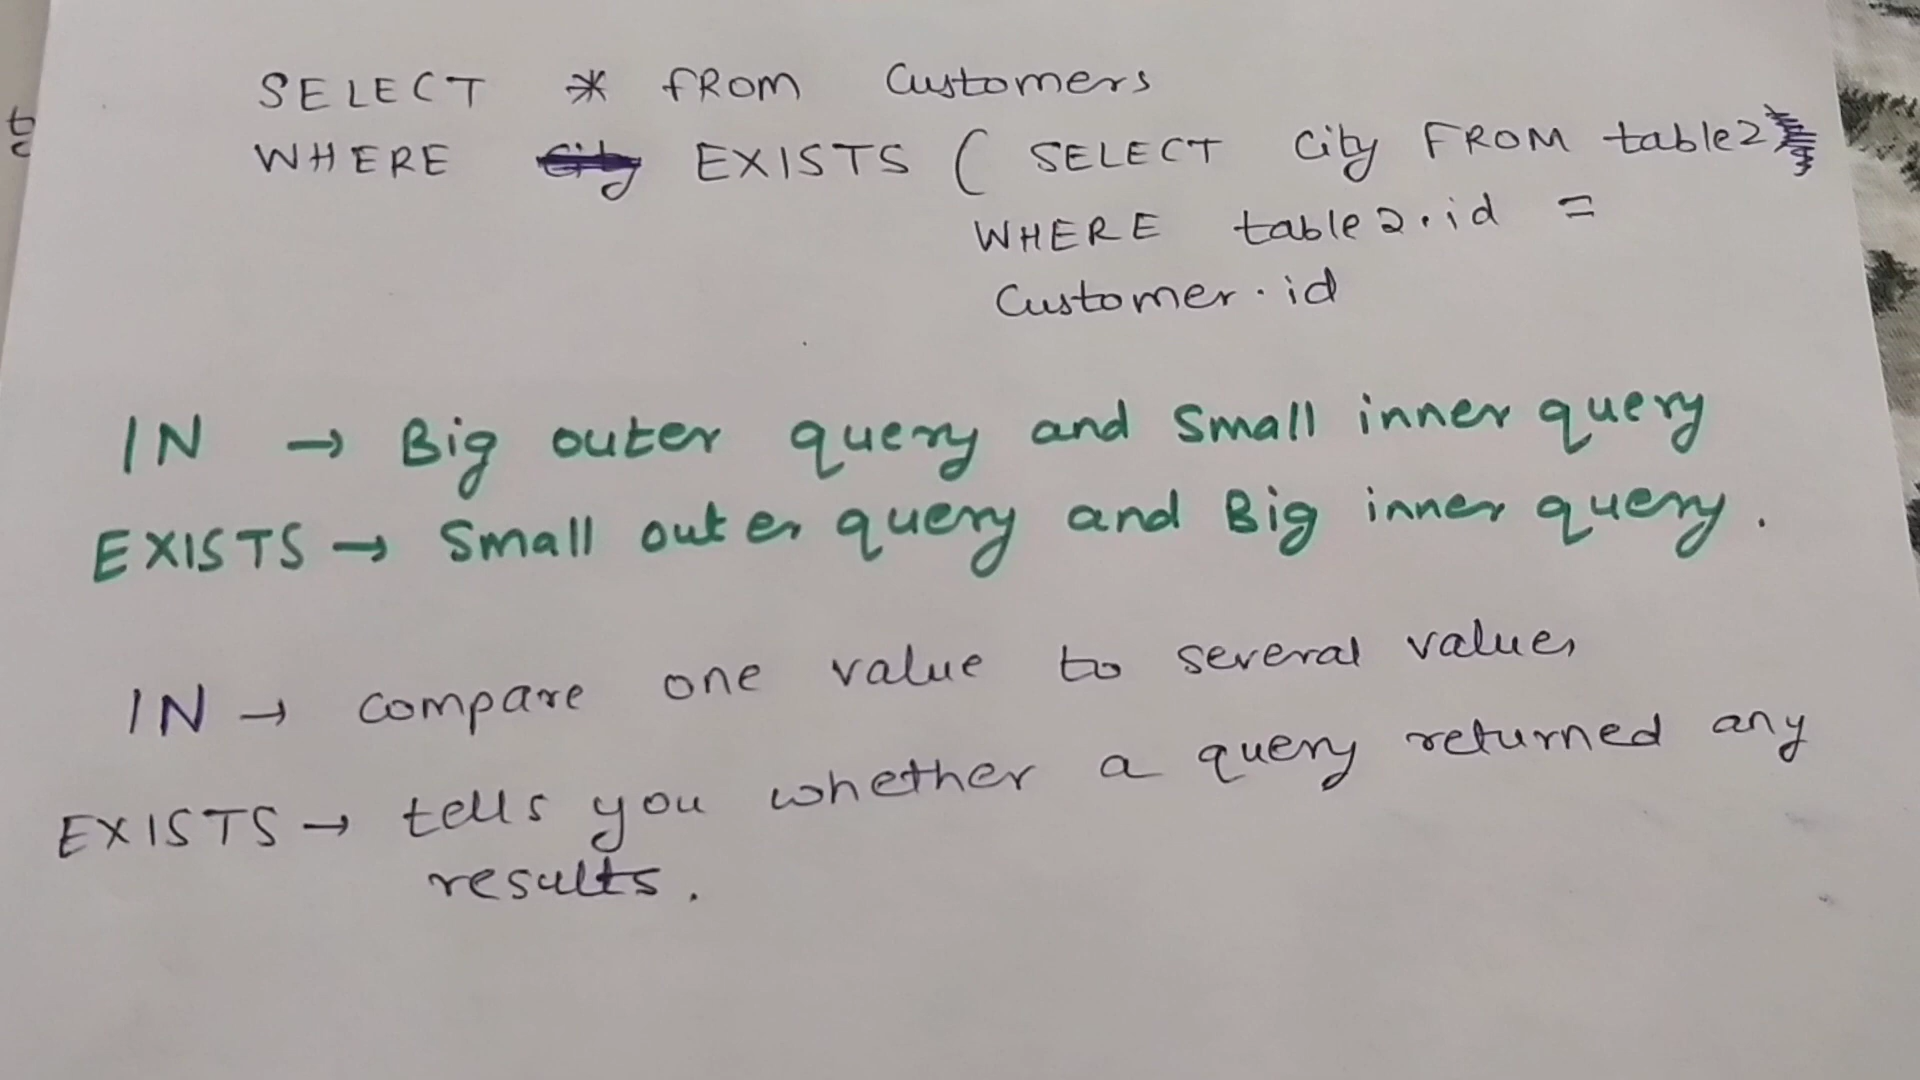 SELECT * FROM Customers
WHERE EXISTS ( SELECT City FROM table2
WHERE table2.id =
Customer.id
IN → Big outer query and small inner query
EXISTS → Small outer query and Big inner query.
IN → compare one value to several values
EXISTS → tells you whether a query returned any
results.